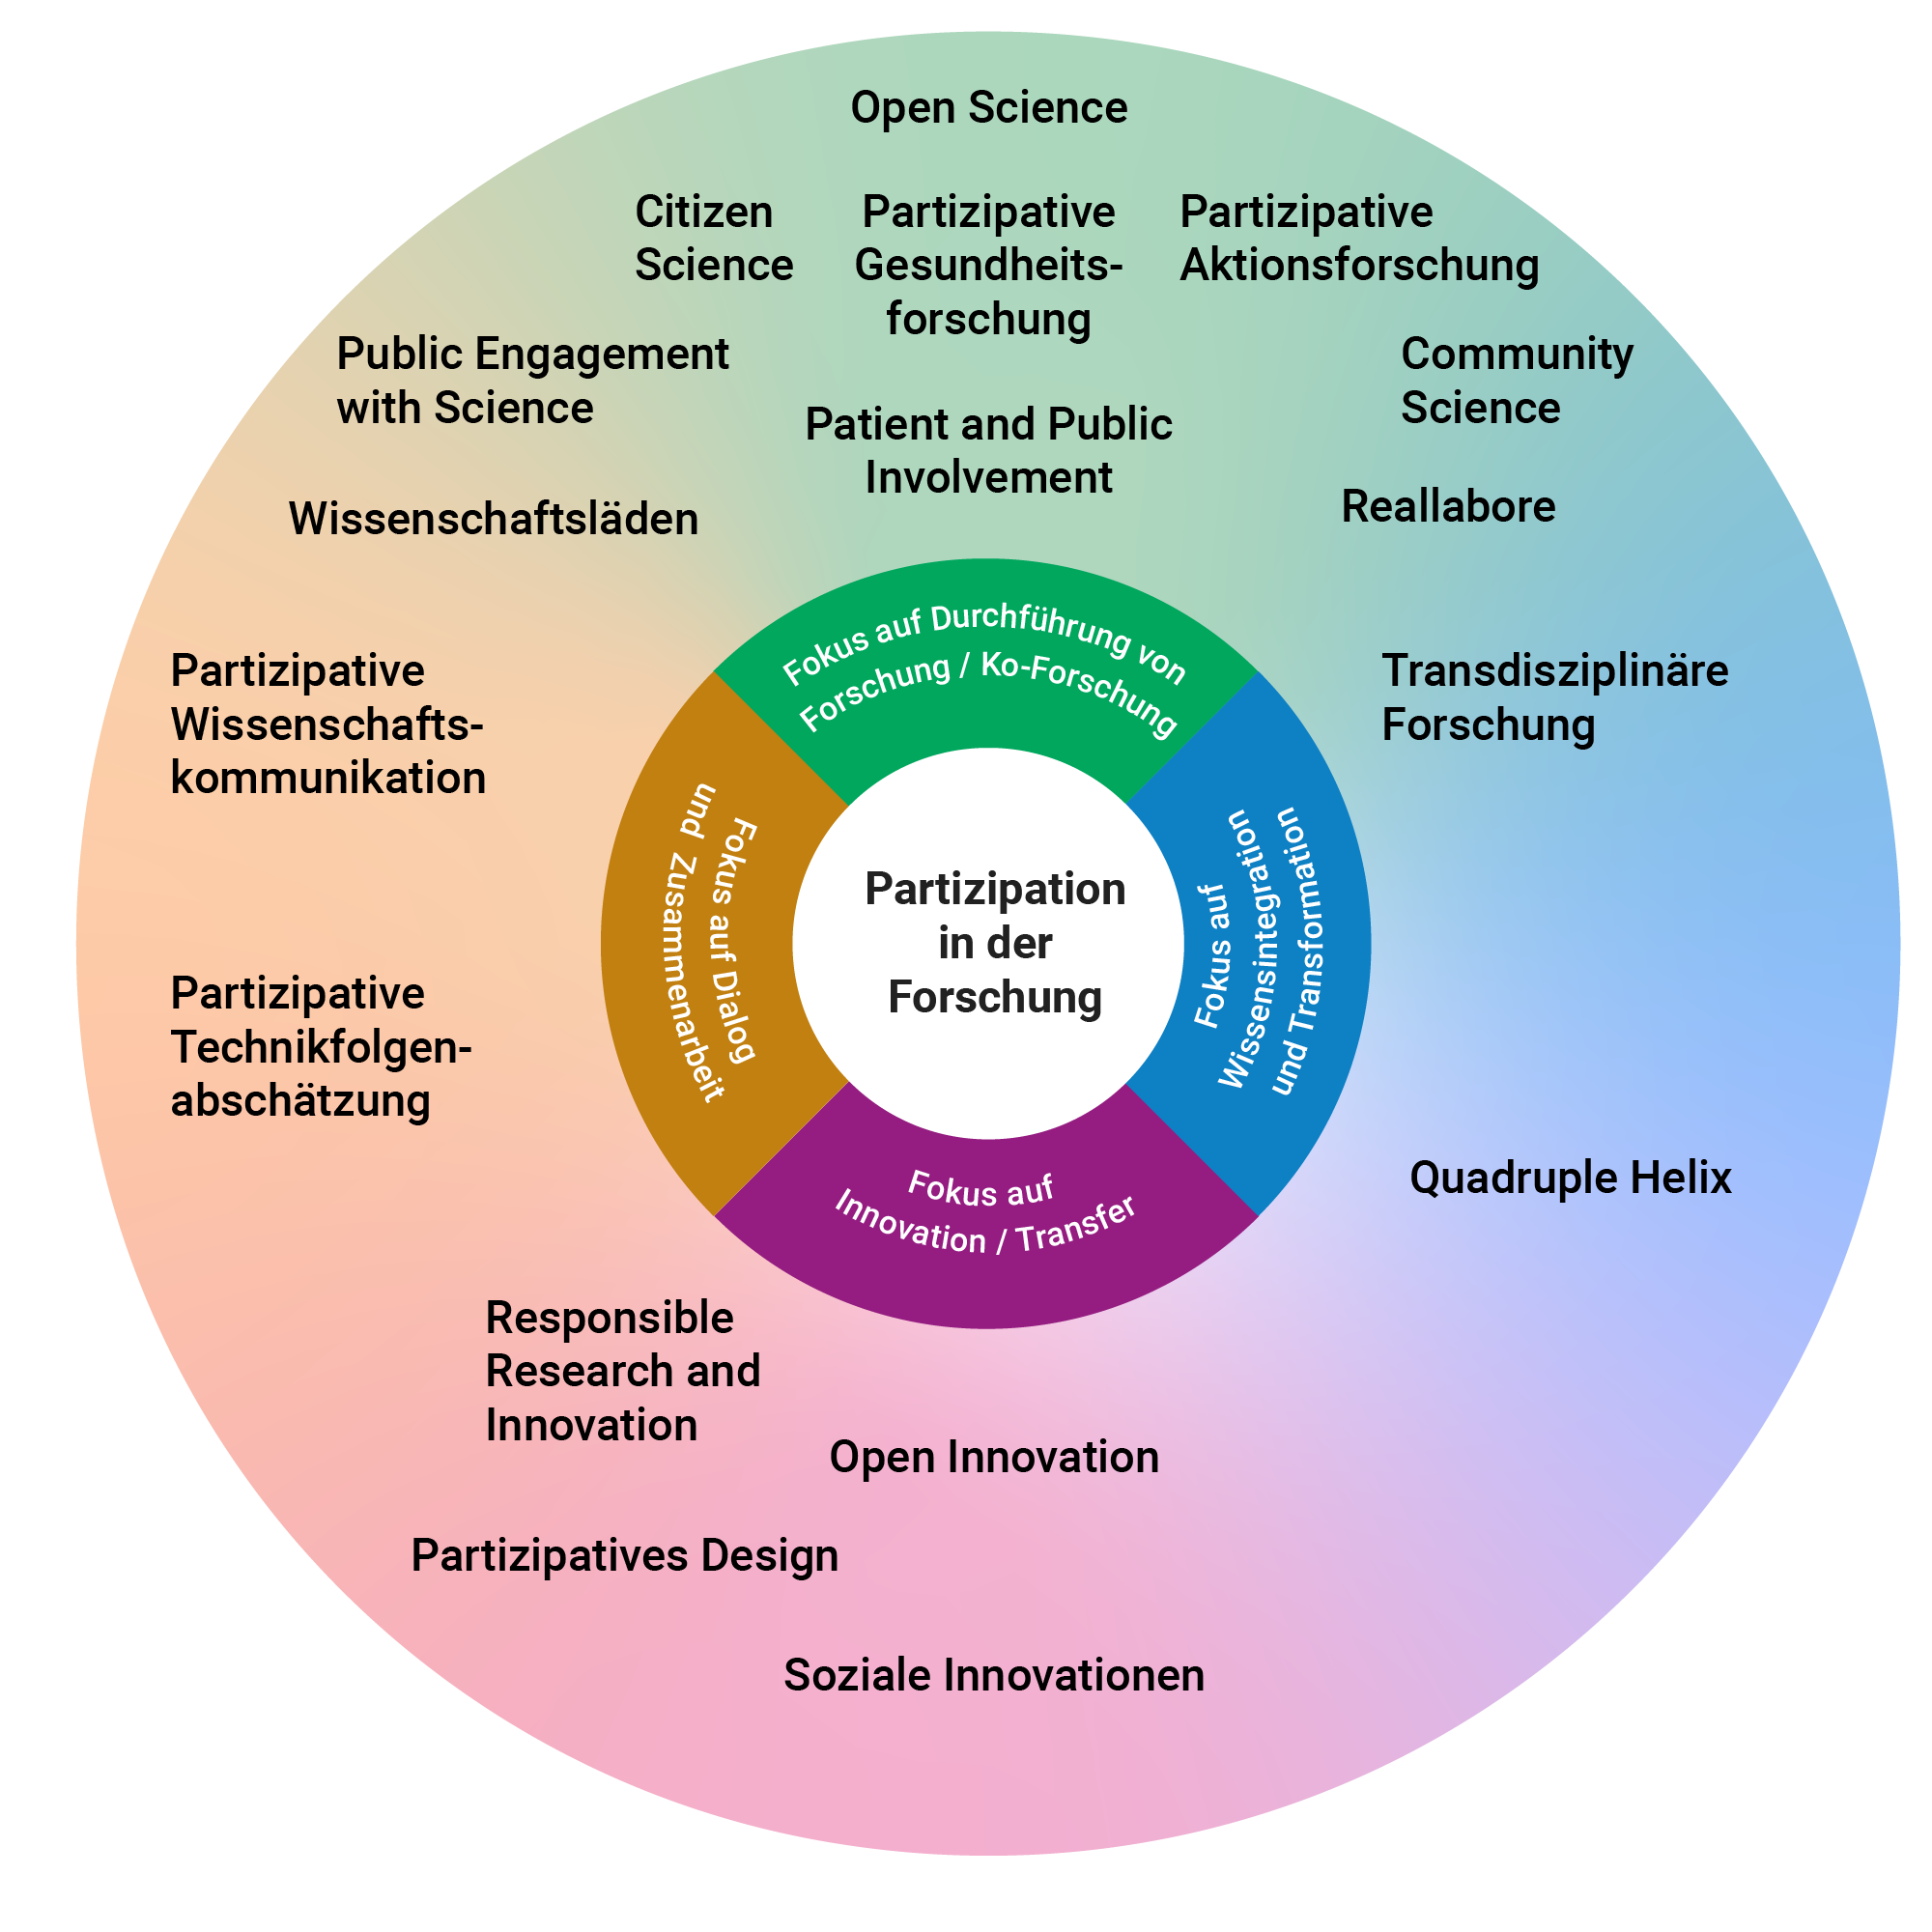 Open Science
Citizen
Science
Partizipative
Gesundheits-
forschung
Partizipative
Aktionsforschung
Public Engagement
with Science
Community
Science
Patient and Public
Involvement
Wissenschaftsläden
Reallabore
Fokus auf Durchführung von
Forschung / Ko-Forschung
Partizipative
Wissenschafts-
kommunikation
Transdisziplinäre
Forschung
Fokus auf Dialog
und Zusammenarbeit
Partizipation
in der
Forschung
Fokus auf
Wissensintegration
und Transformation
Partizipative
Technikfolgen-
abschätzung
Fokus auf
Innovation / Transfer
Quadruple Helix
Responsible
Research and
Innovation
Open Innovation
Partizipatives Design
Soziale Innovationen